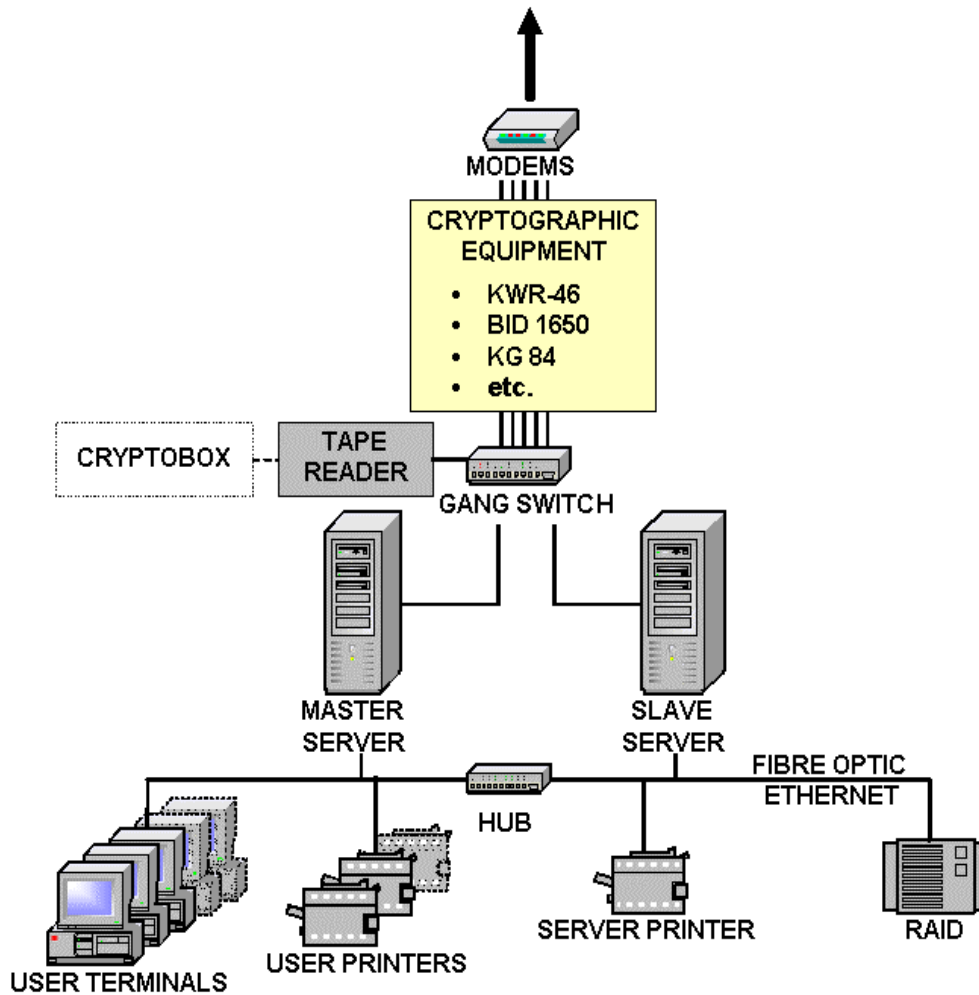 MODEMS
CRYPTOGRAPHIC
EQUIPMENT
• KWR-46
• BID 1650
• KG 84
• etc.
CRYPTOBOX
TAPE
READER
GANG SWITCH
MASTER
SERVER
SLAVE
SERVER
FIBRE OPTIC
ETHERNET
HUB
USER TERMINALS
USER PRINTERS
SERVER PRINTER
RAID